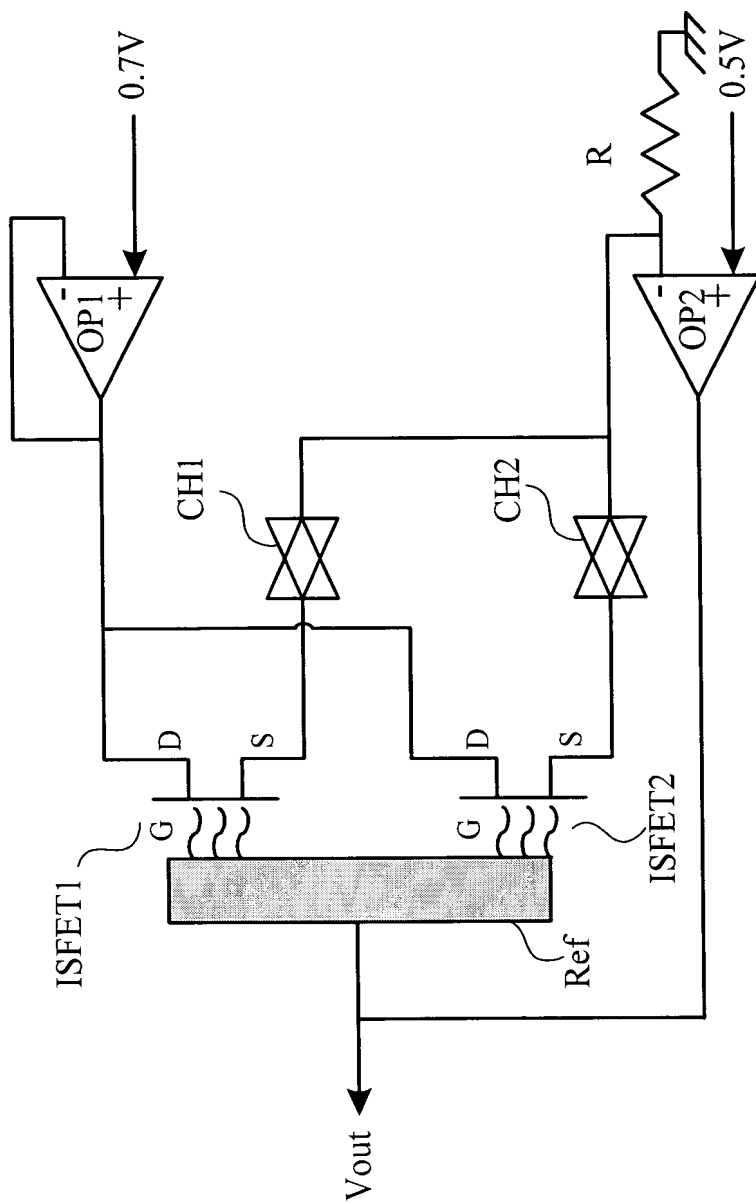 ISFET1
G
D
S
CH1
OP1
-
+
0.7V
Vout
Ref
G
D
S
ISFET2
CH2
R
OP2
-
+
0.5V